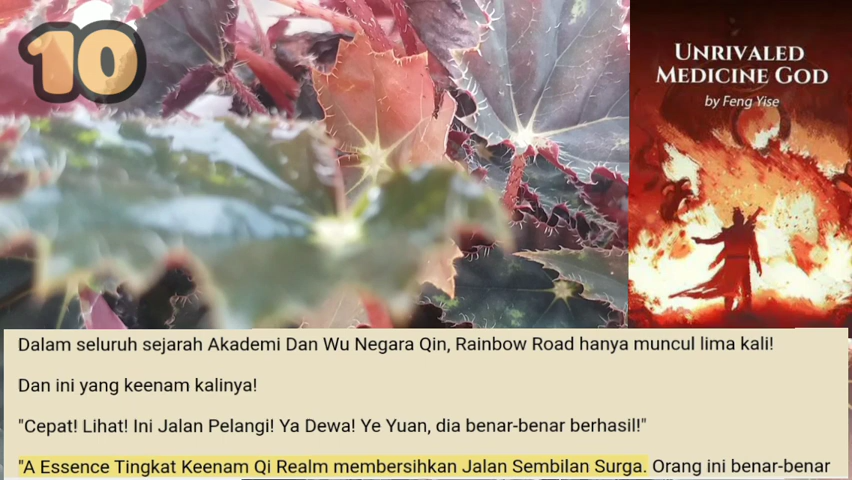 10
UNRIVALED
MEDICINE GOD
by Feng Yise
Dalam seluruh sejarah Akademi Dan Wu Negara Qin, Rainbow Road hanya muncul lima kali!
Dan ini yang keenam kalinya!
"Cepat! Lihat! Ini Jalan Pelangi! Ya Dewa! Ye Yuan, dia benar-benar berhasil!"
"A Essence Tingkat Keenam Qi Realm membersihkan Jalan Sembilan Surga. Orang ini benar-benar